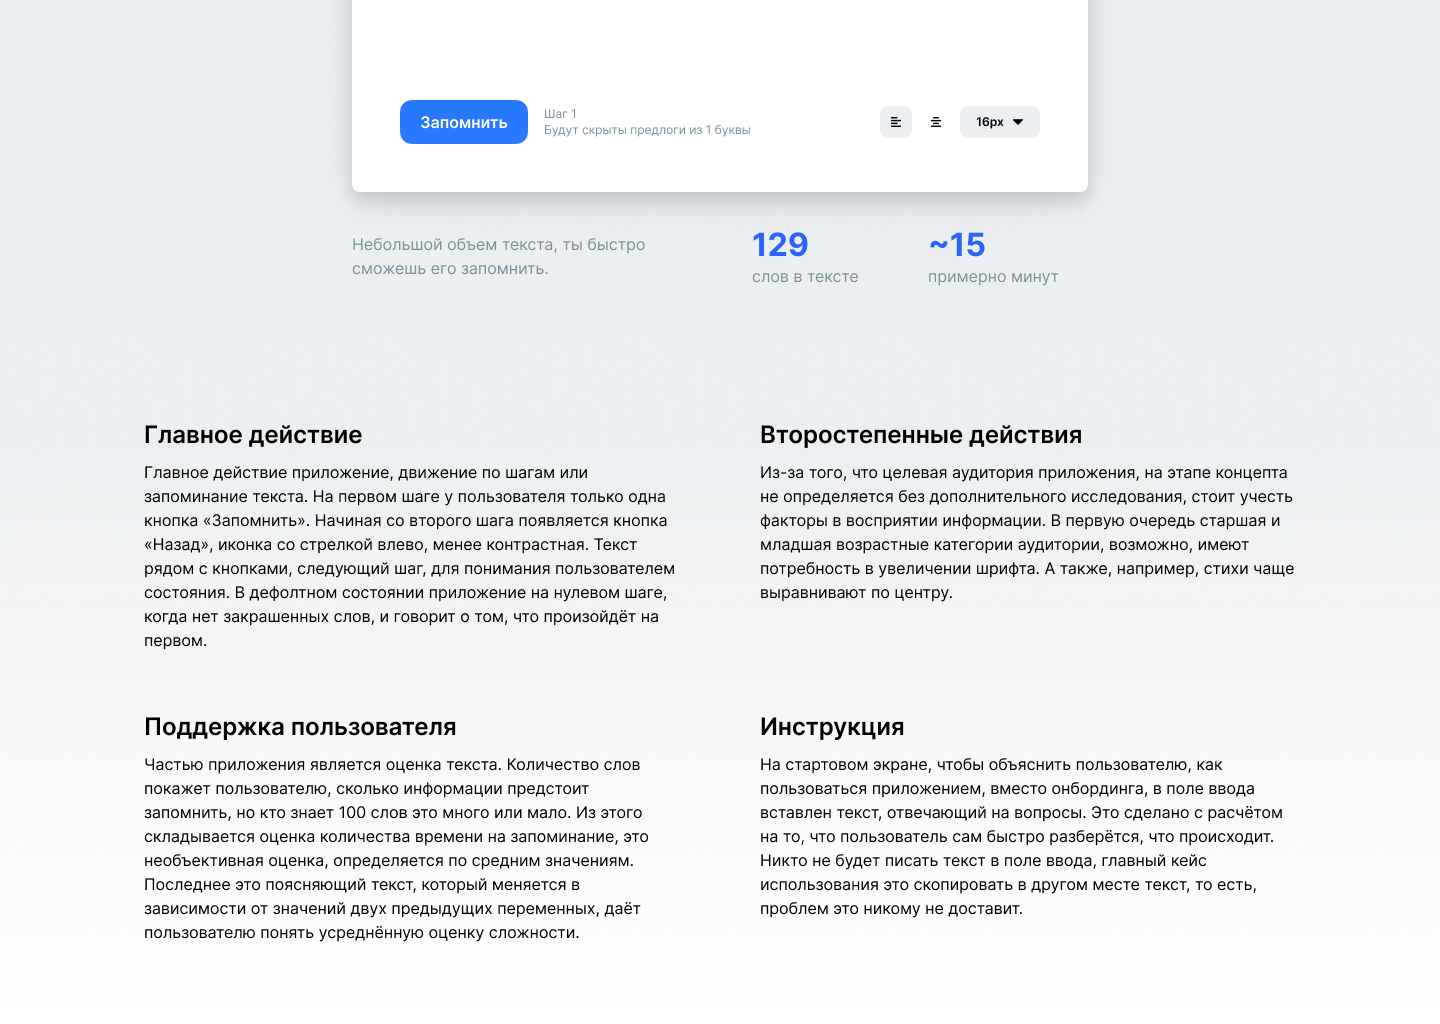 Запомнить
Шаг 1
Будут скрыты предлоги из 1 буквы
16px
Небольшой объем текста, ты быстро
сможешь его запомнить.
129
слов в тексте
~15
примерно минут
Главное действие
Главное действие приложение, движение по шагам или
запоминание текста. На первом шаге у пользователя только одна
кнопка «Запомнить». Начиная со второго шага появляется кнопка
«Назад», иконка со стрелкой влево, менее контрастная. Текст
рядом с кнопками, следующий шаг, для понимания пользователем
состояния. В дефолтном состоянии приложение на нулевом шаге,
когда нет закрашенных слов, и говорит о том, что произойдёт на
первом.
Второстепенные действия
Из-за того, что целевая аудитория приложения, на этапе концепта
не определяется без дополнительного исследования, стоит учесть
факторы в восприятии информации. В первую очередь старшая и
младшая возрастные категории аудитории, возможно, имеют
потребность в увеличении шрифта. А также, например, стихи чаще
выравнивают по центру.
Поддержка пользователя
Частью приложения является оценка текста. Количество слов
покажет пользователю, сколько информации предстоит
запомнить, но кто знает 100 слов это много или мало. Из этого
складывается оценка количества времени на запоминание, это
необъективная оценка, определяется по средним значениям.
Последнее это поясняющий текст, который меняется в
зависимости от значений двух предыдущих переменных, даёт
пользователю понять усреднённую оценку сложности.
Инструкция
На стартовом экране, чтобы объяснить пользователю, как
пользоваться приложением, вместо онбординга, в поле ввода
вставлен текст, отвечающий на вопросы. Это сделано с расчётом
на то, что пользователь сам быстро разберётся, что происходит.
Никто не будет писать текст в поле ввода, главный кейс
использования это скопировать в другом месте текст, то есть,
проблем это никому не доставит.